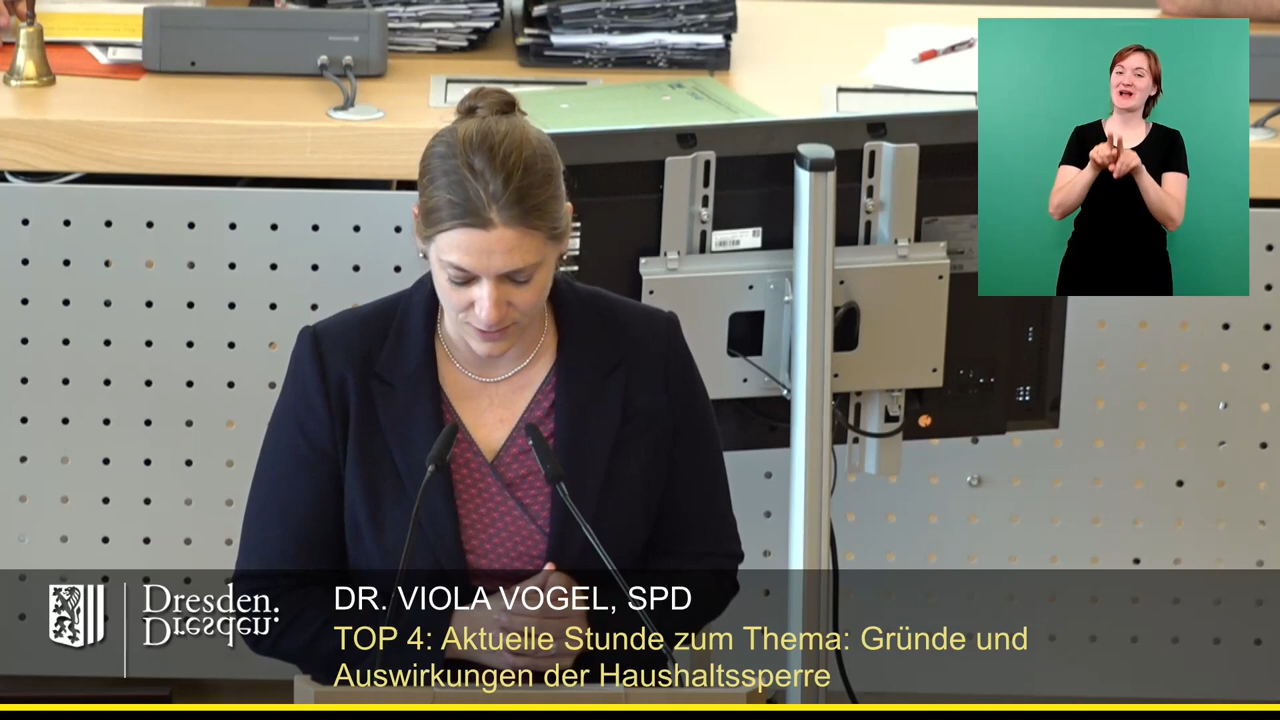 Dresden.
Dresden.
DR. VIOLA VOGEL, SPD
TOP 4: Aktuelle Stunde zum Thema: Gründe und
Auswirkungen der Haushaltssperre